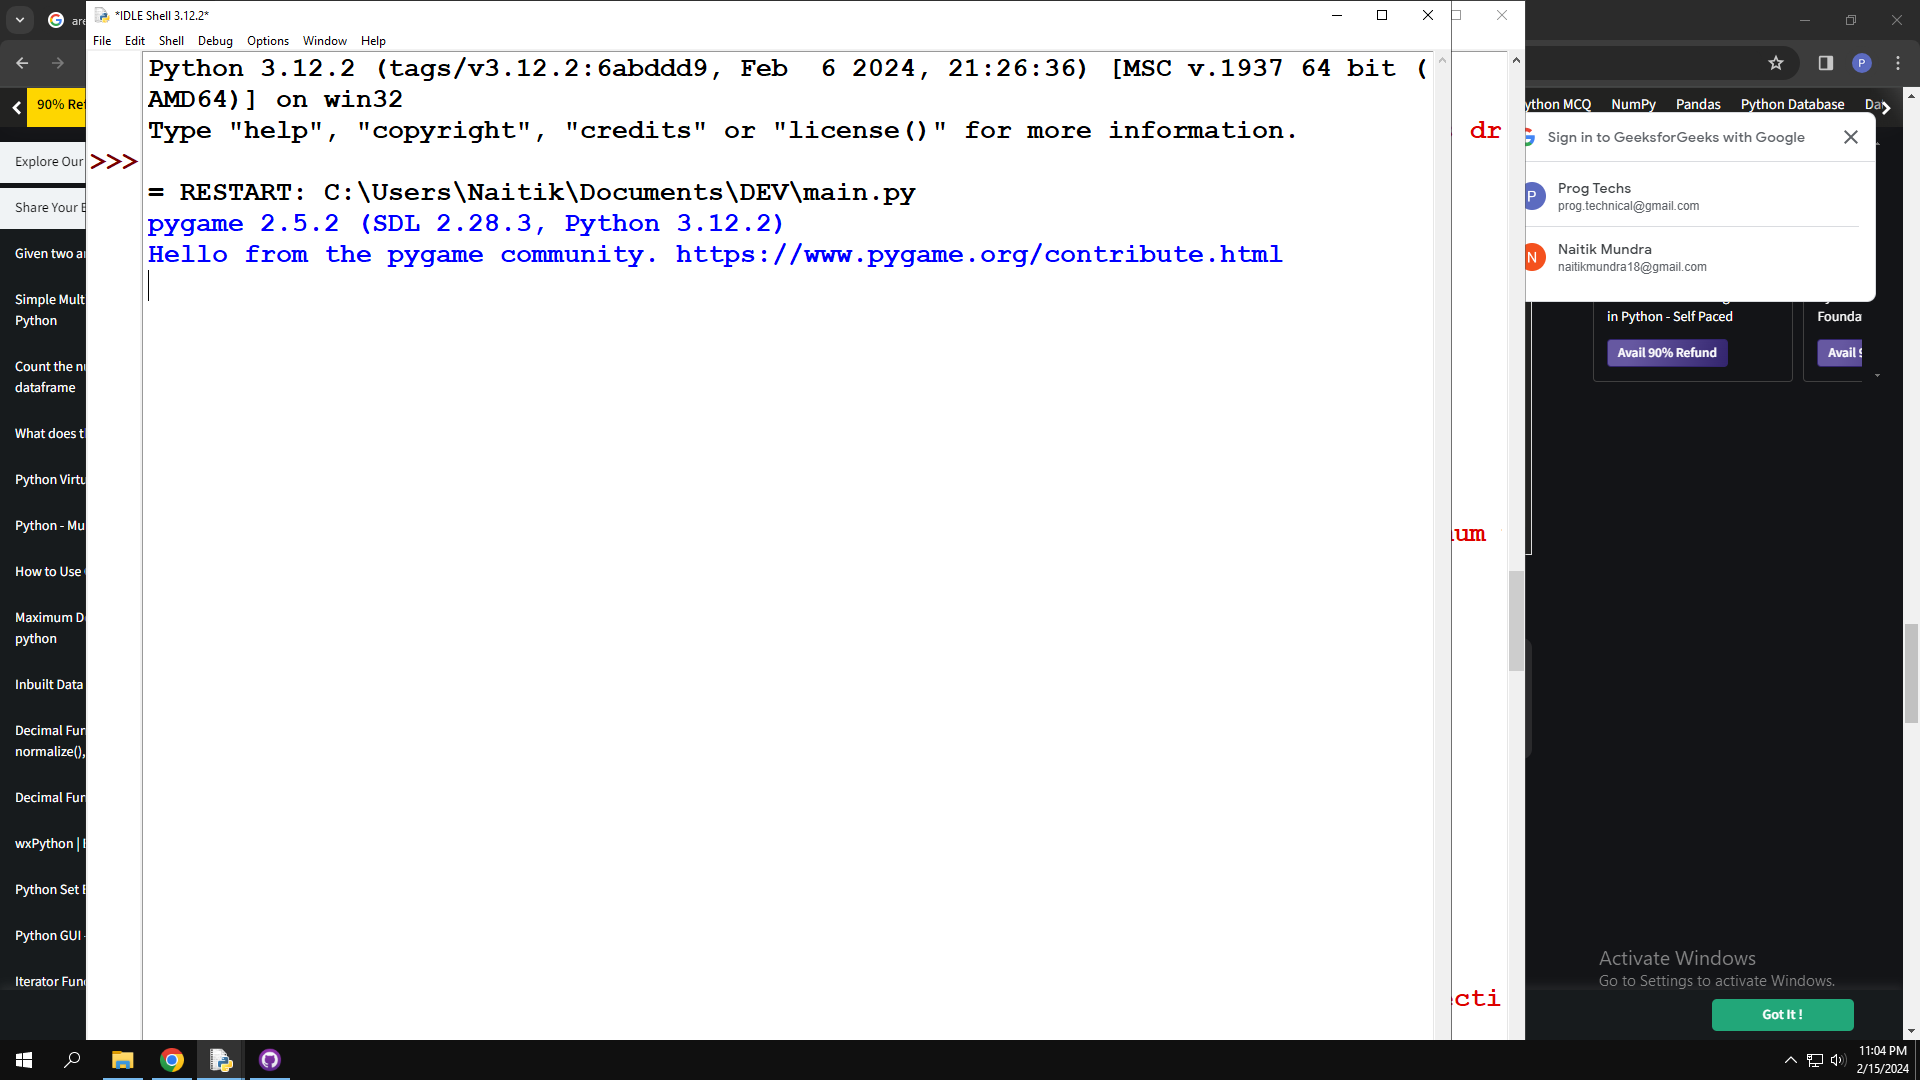 *IDLE Shell 3.12.2*
File Edit Shell Debug Options Window Help
Python 3.12.2 (tags/v3.12.2:6abddd9, Feb  6 2024, 21:26:36) [MSC v.1937 64 bit (
AMD64)] on win32
Type "help", "copyright", "credits" or "license()" for more information.
>>>
= RESTART: C:\Users\Naitik\Documents\DEV\main.py
pygame 2.5.2 (SDL 2.28.3, Python 3.12.2)
Hello from the pygame community. https://www.pygame.org/contribute.html
90% Ref
Explore Our
Share Your E
Given two a
Simple Mult
Python
Count the n
dataframe
What does t
Python Virtu
Python - Mu
How to Use
Maximum D
python
Inbuilt Data
Decimal Fun
normalize(),
Decimal Fun
wxPython |
Python Set
Python GUI -
Iterator Fun
dr
um
ecti
ython MCQ NumPy Pandas Python Database Da
Sign in to GeeksforGeeks with Google
P
Prog Techs
prog.technical@gmail.com
N
Naitik Mundra
naitikmundra18@gmail.com
in Python - Self Paced
Avail 90% Refund
Founda
Avail 9
Activate Windows
Go to Settings to activate Windows.
Got It !
11:04 PM
2/15/2024